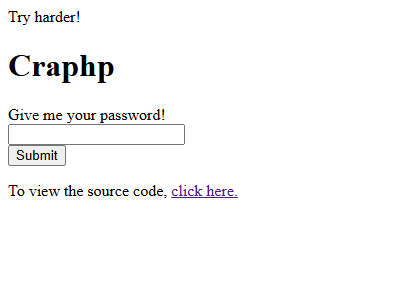 Try harder!
Craphp
Give me your password!
Submit
To view the source code, click here.